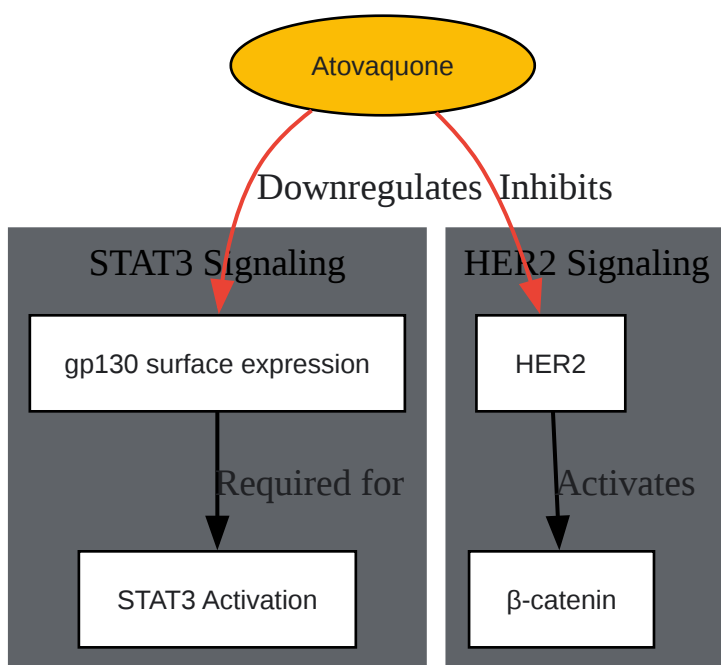 Atovaquone
Downregulates
Inhibits
STAT3 Signaling
HER2 Signaling
gp130 surface expression
HER2
Required for
Activates
STAT3 Activation
β-catenin